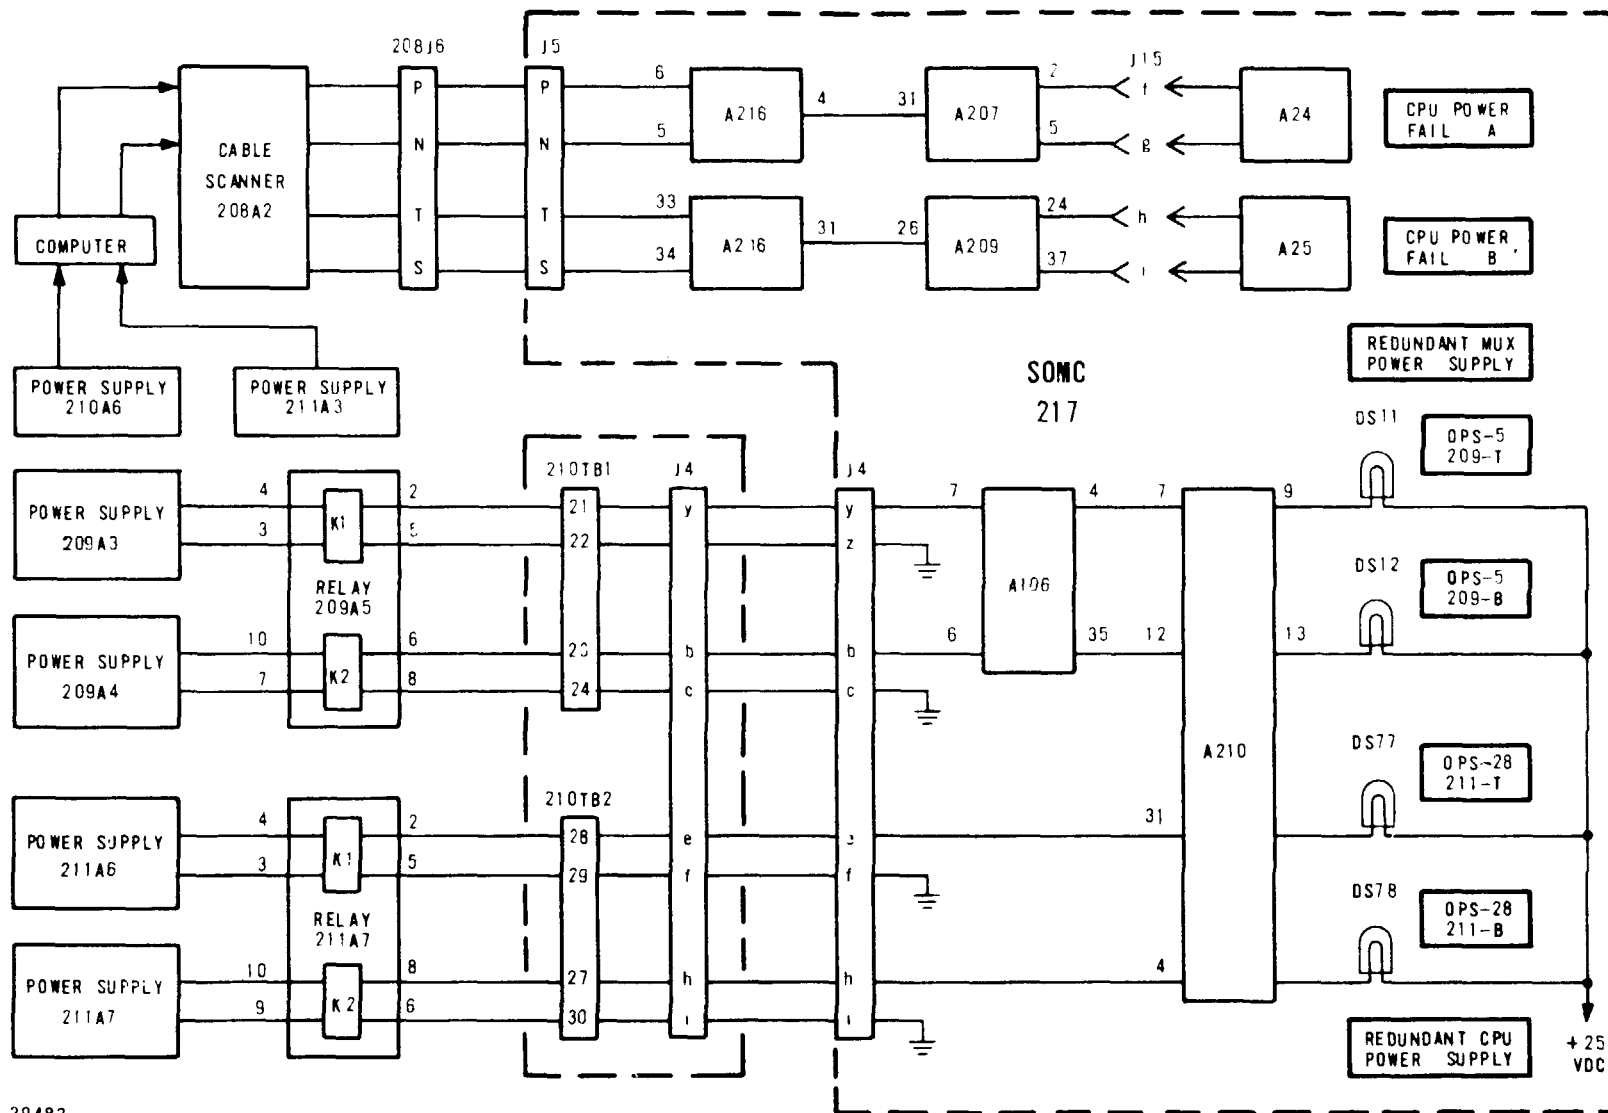 208J6
J5
J15
P
N
T
S
P
N
T
S
CABLE
SCANNER
208A2
COMPUTER
6
5
A216
4
31
A207
2
5
f
g
A24
CPU POWER
FAIL A
33
34
A216
31
26
A209
24
37
h
i
A25
CPU POWER
FAIL B
POWER SUPPLY
210A6
POWER SUPPLY
211A3
SOMC
217
REDUNDANT MUX
POWER SUPPLY
DS11
OPS-5
209-T
210TB1
J4
J4
POWER SUPPLY
209A3
4
3
K1
2
5
21
22
y
y
z
7
4
7
9
RELAY
209A5
A106
DS12
OPS-5
209-B
POWER SUPPLY
209A4
10
7
K2
6
8
24
b
c
b
c
6
35
12
13
A210
DS77
OPS-28
211-T
210TB2
POWER SUPPLY
211A6
4
3
K1
2
5
28
29
e
f
f
31
RELAY
211A7
DS78
OPS-28
211-B
POWER SUPPLY
211A7
10
9
K2
8
6
27
30
h
i
h
i
4
REDUNDANT CPU
POWER SUPPLY
+25
VDC